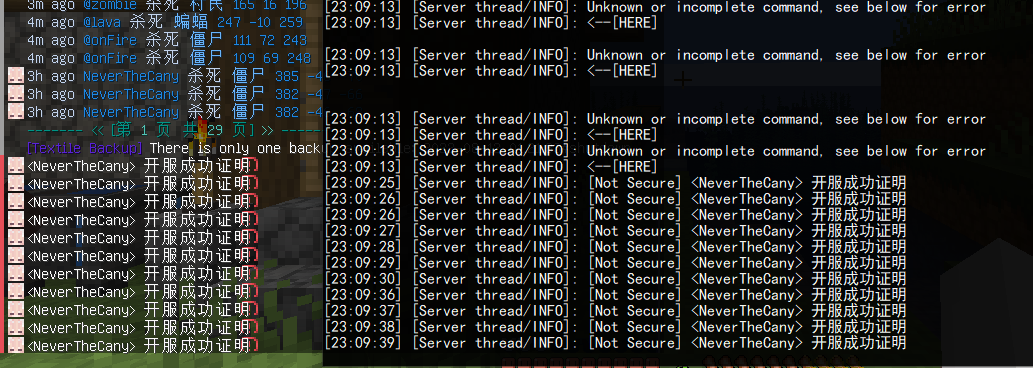 3m ago @zombie 杀死 村民 165 16 196
4m ago @lava 杀死 蝙蝠 247 -10 259
4m ago @onFire 杀死 僵尸 111 72 243
4m ago @onFire 杀死 僵尸 109 69 248
3h ago NeverTheCany 杀死 僵尸 385 -4
3h ago NeverTheCany 杀死 僵尸 382 -4
3h ago NeverTheCany 杀死 僵尸 382 -4
------- << [第 1 页 共 29 页] >> -----
[Textile Backup] There is only one back
<NeverTheCany> 开服成功证明
<NeverTheCany> 开服成功证明
<NeverTheCany> 开服成功证明
<NeverTheCany> 开服成功证明
<NeverTheCany> 开服成功证明
<NeverTheCany> 开服成功证明
<NeverTheCany> 开服成功证明
<NeverTheCany> 开服成功证明
<NeverTheCany> 开服成功证明
<NeverTheCany> 开服成功证明
<NeverTheCany> 开服成功证明
[23:09:13] [Server thread/INFO]: Unknown or incomplete command, see below for error
[23:09:13] [Server thread/INFO]: <--[HERE]
[23:09:13] [Server thread/INFO]: Unknown or incomplete command, see below for error
[23:09:13] [Server thread/INFO]: <--[HERE]
[23:09:13] [Server thread/INFO]: Unknown or incomplete command, see below for error
[23:09:13] [Server thread/INFO]: <--[HERE]
[23:09:13] [Server thread/INFO]: Unknown or incomplete command, see below for error
[23:09:13] [Server thread/INFO]: <--[HERE]
[23:09:25] [Server thread/INFO]: [Not Secure] <NeverTheCany> 开服成功证明
[23:09:26] [Server thread/INFO]: [Not Secure] <NeverTheCany> 开服成功证明
[23:09:26] [Server thread/INFO]: [Not Secure] <NeverTheCany> 开服成功证明
[23:09:27] [Server thread/INFO]: [Not Secure] <NeverTheCany> 开服成功证明
[23:09:28] [Server thread/INFO]: [Not Secure] <NeverTheCany> 开服成功证明
[23:09:29] [Server thread/INFO]: [Not Secure] <NeverTheCany> 开服成功证明
[23:09:30] [Server thread/INFO]: [Not Secure] <NeverTheCany> 开服成功证明
[23:09:36] [Server thread/INFO]: [Not Secure] <NeverTheCany> 开服成功证明
[23:09:37] [Server thread/INFO]: [Not Secure] <NeverTheCany> 开服成功证明
[23:09:38] [Server thread/INFO]: [Not Secure] <NeverTheCany> 开服成功证明
[23:09:39] [Server thread/INFO]: [Not Secure] <NeverTheCany> 开服成功证明